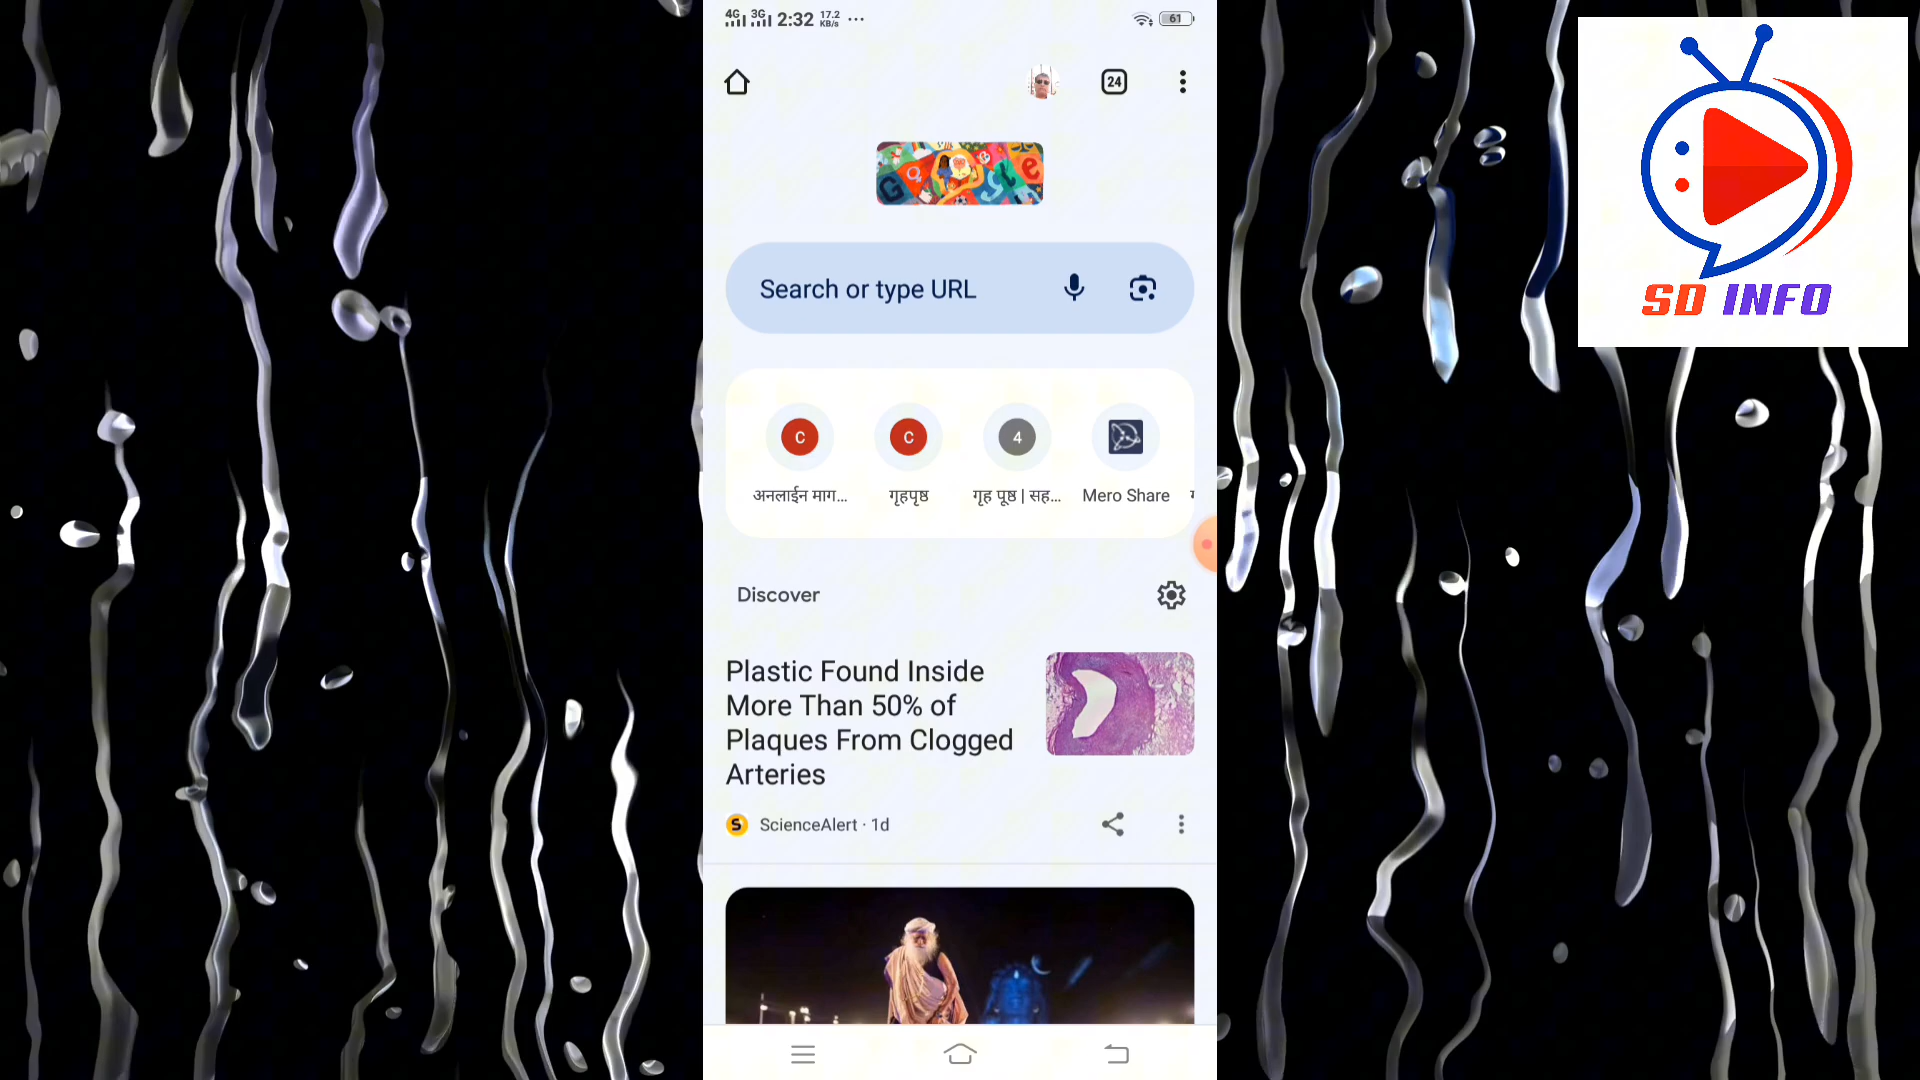 4G 3G 2:32 17.2 KB/s ... 61
24
Search or type URL
C C 4
अनलाईन माग... गृहपृष्ठ गृह पृष्ठ | सह... Mero Share
Discover
Plastic Found Inside
More Than 50% of
Plaques From Clogged
Arteries
ScienceAlert · 1d
SD INFO